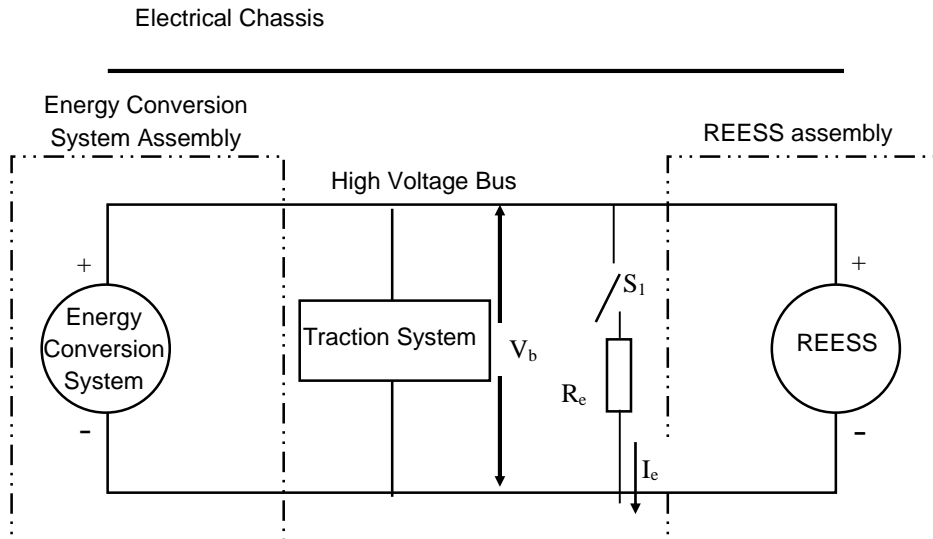 Electrical Chassis
Energy Conversion
System Assembly
REESS assembly
High Voltage Bus
+
+
S₁
Energy
Conversion
System
Traction System
V_b
REESS
R_e
-
-
I_e